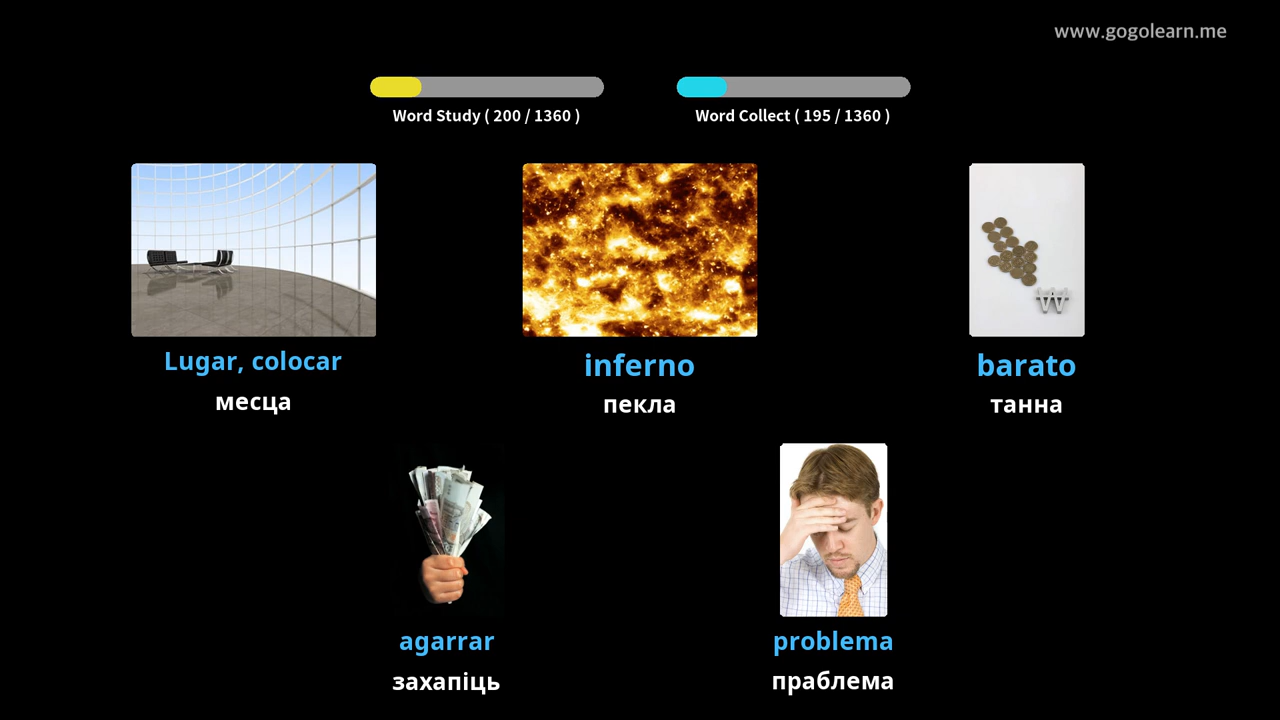 www.gogolearn.me
Word Study ( 200 / 1360 )
Word Collect ( 195 / 1360 )
Lugar, colocar
месца
inferno
пекла
barato
танна
agarrar
захапіць
problema
праблема